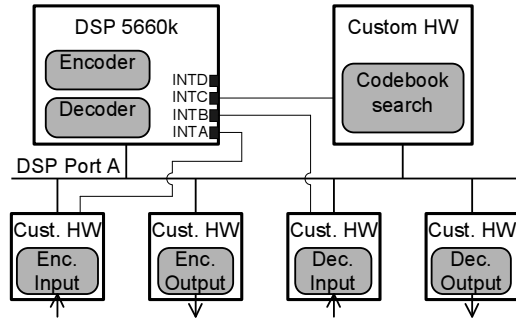 DSP 5660k
Custom HW
Encoder
Decoder
INTD
INTC
INTB
INTA
Codebook
search
DSP Port A
Cust. HW
Enc.
Input
Cust. HW
Enc.
Output
Cust. HW
Dec.
Input
Cust. HW
Dec.
Output